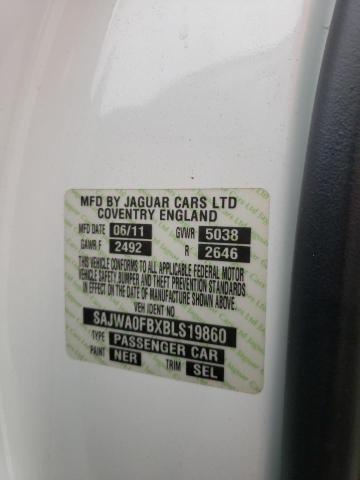 MFD BY JAGUAR CARS LTD
COVENTRY ENGLAND
MFD DATE 06/11 GVWR 5038
GAWR.F 2492 R 2646
THIS VEHICLE CONFORMS TO ALL APPLICABLE FEDERAL MOTOR
VEHICLE SAFETY, BUMPER AND THEFT PREVENTION STANDARDS
IN EFFECT ON THE DATE OF MANUFACTURE SHOWN ABOVE
VEH IDENT NO
SAJWA0FBXBLS19860
TYPE PASSENGER CAR
PAINT NER TRIM SEL